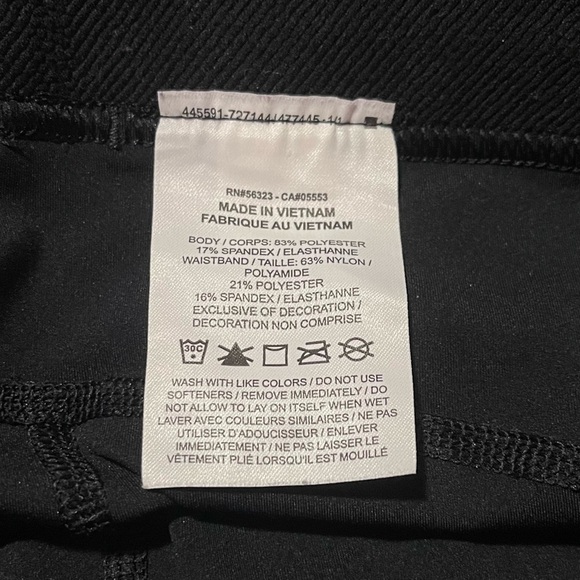 445591-727144/477445-1/1
RN#56323 - CA#05553
MADE IN VIETNAM
FABRIQUE AU VIETNAM
BODY / CORPS: 83% POLYESTER
17% SPANDEX / ELASTHANNE
WAISTBAND / TAILLE: 63% NYLON /
POLYAMIDE
21% POLYESTER
16% SPANDEX / ELASTHANNE
EXCLUSIVE OF DECORATION /
DECORATION NON COMPRISE
30C
WASH WITH LIKE COLORS / DO NOT USE
SOFTENERS / REMOVE IMMEDIATELY / DO
NOT ALLOW TO LAY ON ITSELF WHEN WET
LAVER AVEC COULEURS SIMILAIRES / NE PAS
UTILISER D'ADOUCISSEUR / ENLEVER
IMMEDIATEMENT / NE PAS LAISSER LE
VÊTEMENT PLIÉ LORSQU'IL EST MOUILLÉ